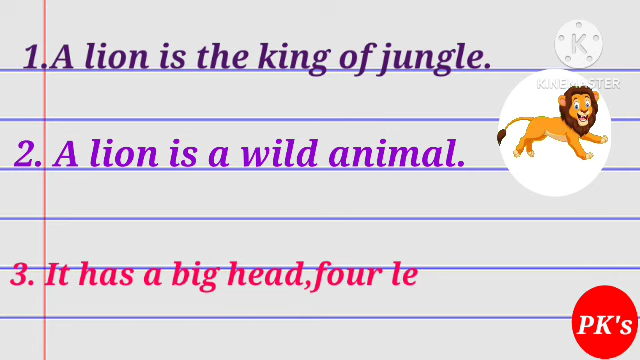 1.A lion is the king of jungle.
K
KINEMASTER
2. A lion is a wild animal.
3. It has a big head,four le
PK's